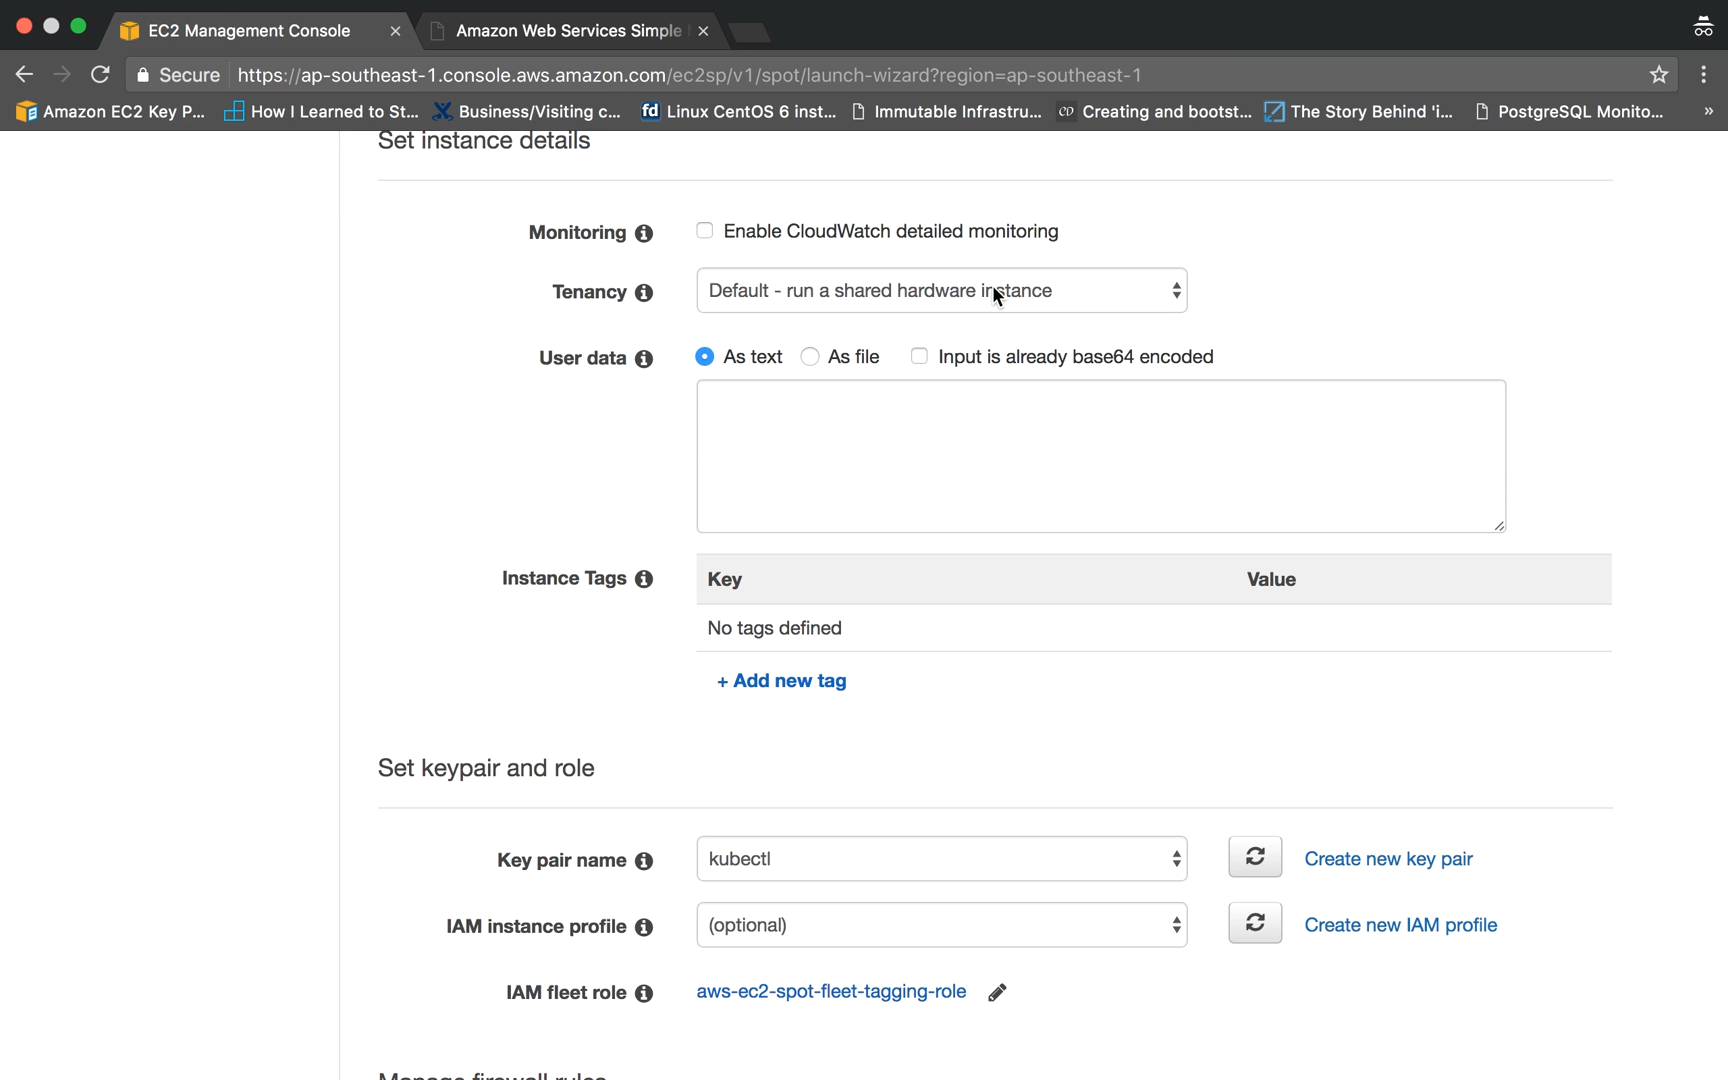 EC2 Management Console
Amazon Web Services Simple
Secure https://ap-southeast-1.console.aws.amazon.com/ec2sp/v1/spot/launch-wizard?region=ap-southeast-1
Amazon EC2 Key P... How I Learned to St... Business/Visiting c... fd Linux CentOS 6 inst... Immutable Infrastru... Creating and bootst... The Story Behind 'i... PostgreSQL Monito... »
Set instance details
Monitoring Enable CloudWatch detailed monitoring
Tenancy Default - run a shared hardware instance
User data As text As file Input is already base64 encoded
Instance Tags Key Value
No tags defined
+ Add new tag
Set keypair and role
Key pair name kubectl Create new key pair
IAM instance profile (optional) Create new IAM profile
IAM fleet role aws-ec2-spot-fleet-tagging-role
Manage firewall rules